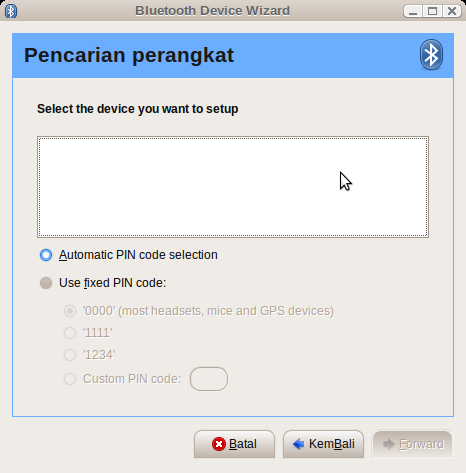 Bluetooth Device Wizard
Pencarian perangkat
Select the device you want to setup
Automatic PIN code selection
Use fixed PIN code:
'0000' (most headsets, mice and GPS devices)
'1111'
'1234'
Custom PIN code:
Batal
KemBali
Forward